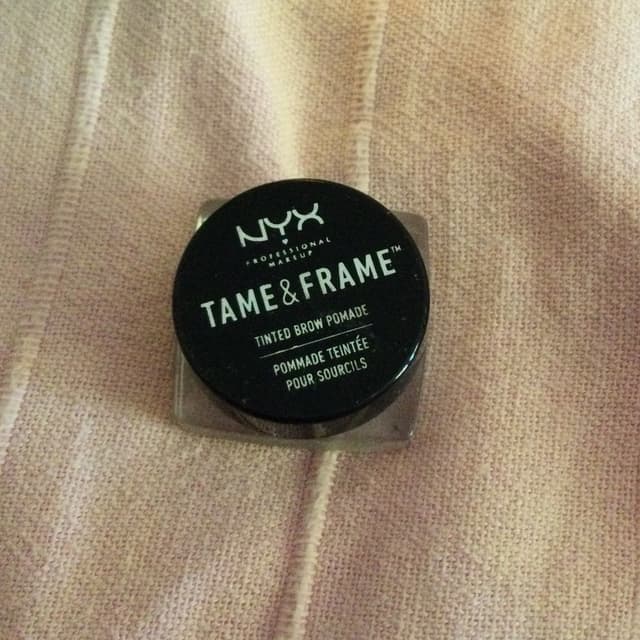 NYX
PROFESSIONAL
MAKEUP
TAME & FRAME™
TINTED BROW POMADE
POMMADE TEINTÉE
POUR SOURCILS